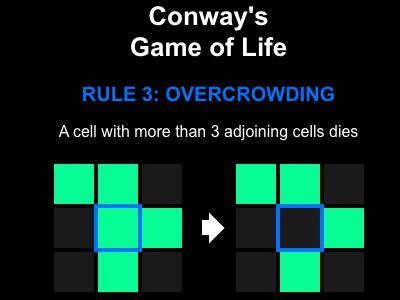 Conway's
Game of Life
RULE 3: OVERCROWDING
A cell with more than 3 adjoining cells dies